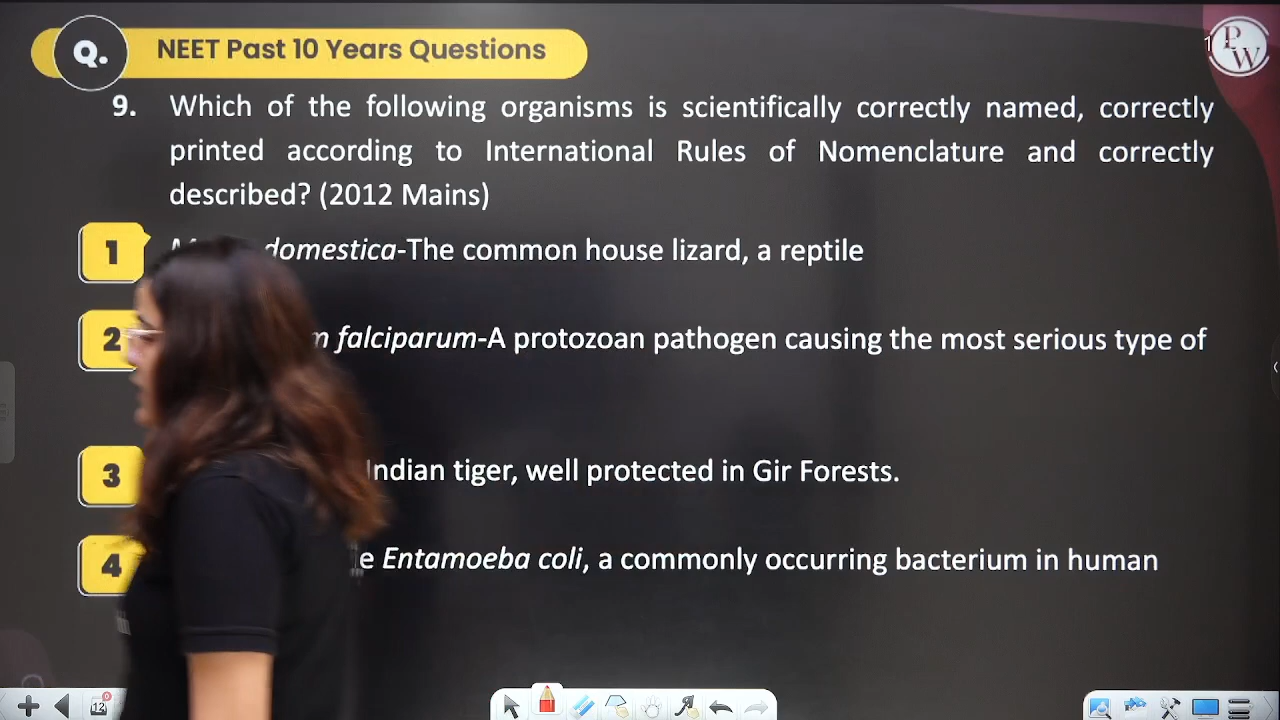 Q. NEET Past 10 Years Questions
PW
9. Which of the following organisms is scientifically correctly named, correctly
printed according to International Rules of Nomenclature and correctly
described? (2012 Mains)
1 domestica-The common house lizard, a reptile
2 falciparum-A protozoan pathogen causing the most serious type of
3 Indian tiger, well protected in Gir Forests.
4 Entamoeba coli, a commonly occurring bacterium in human
12